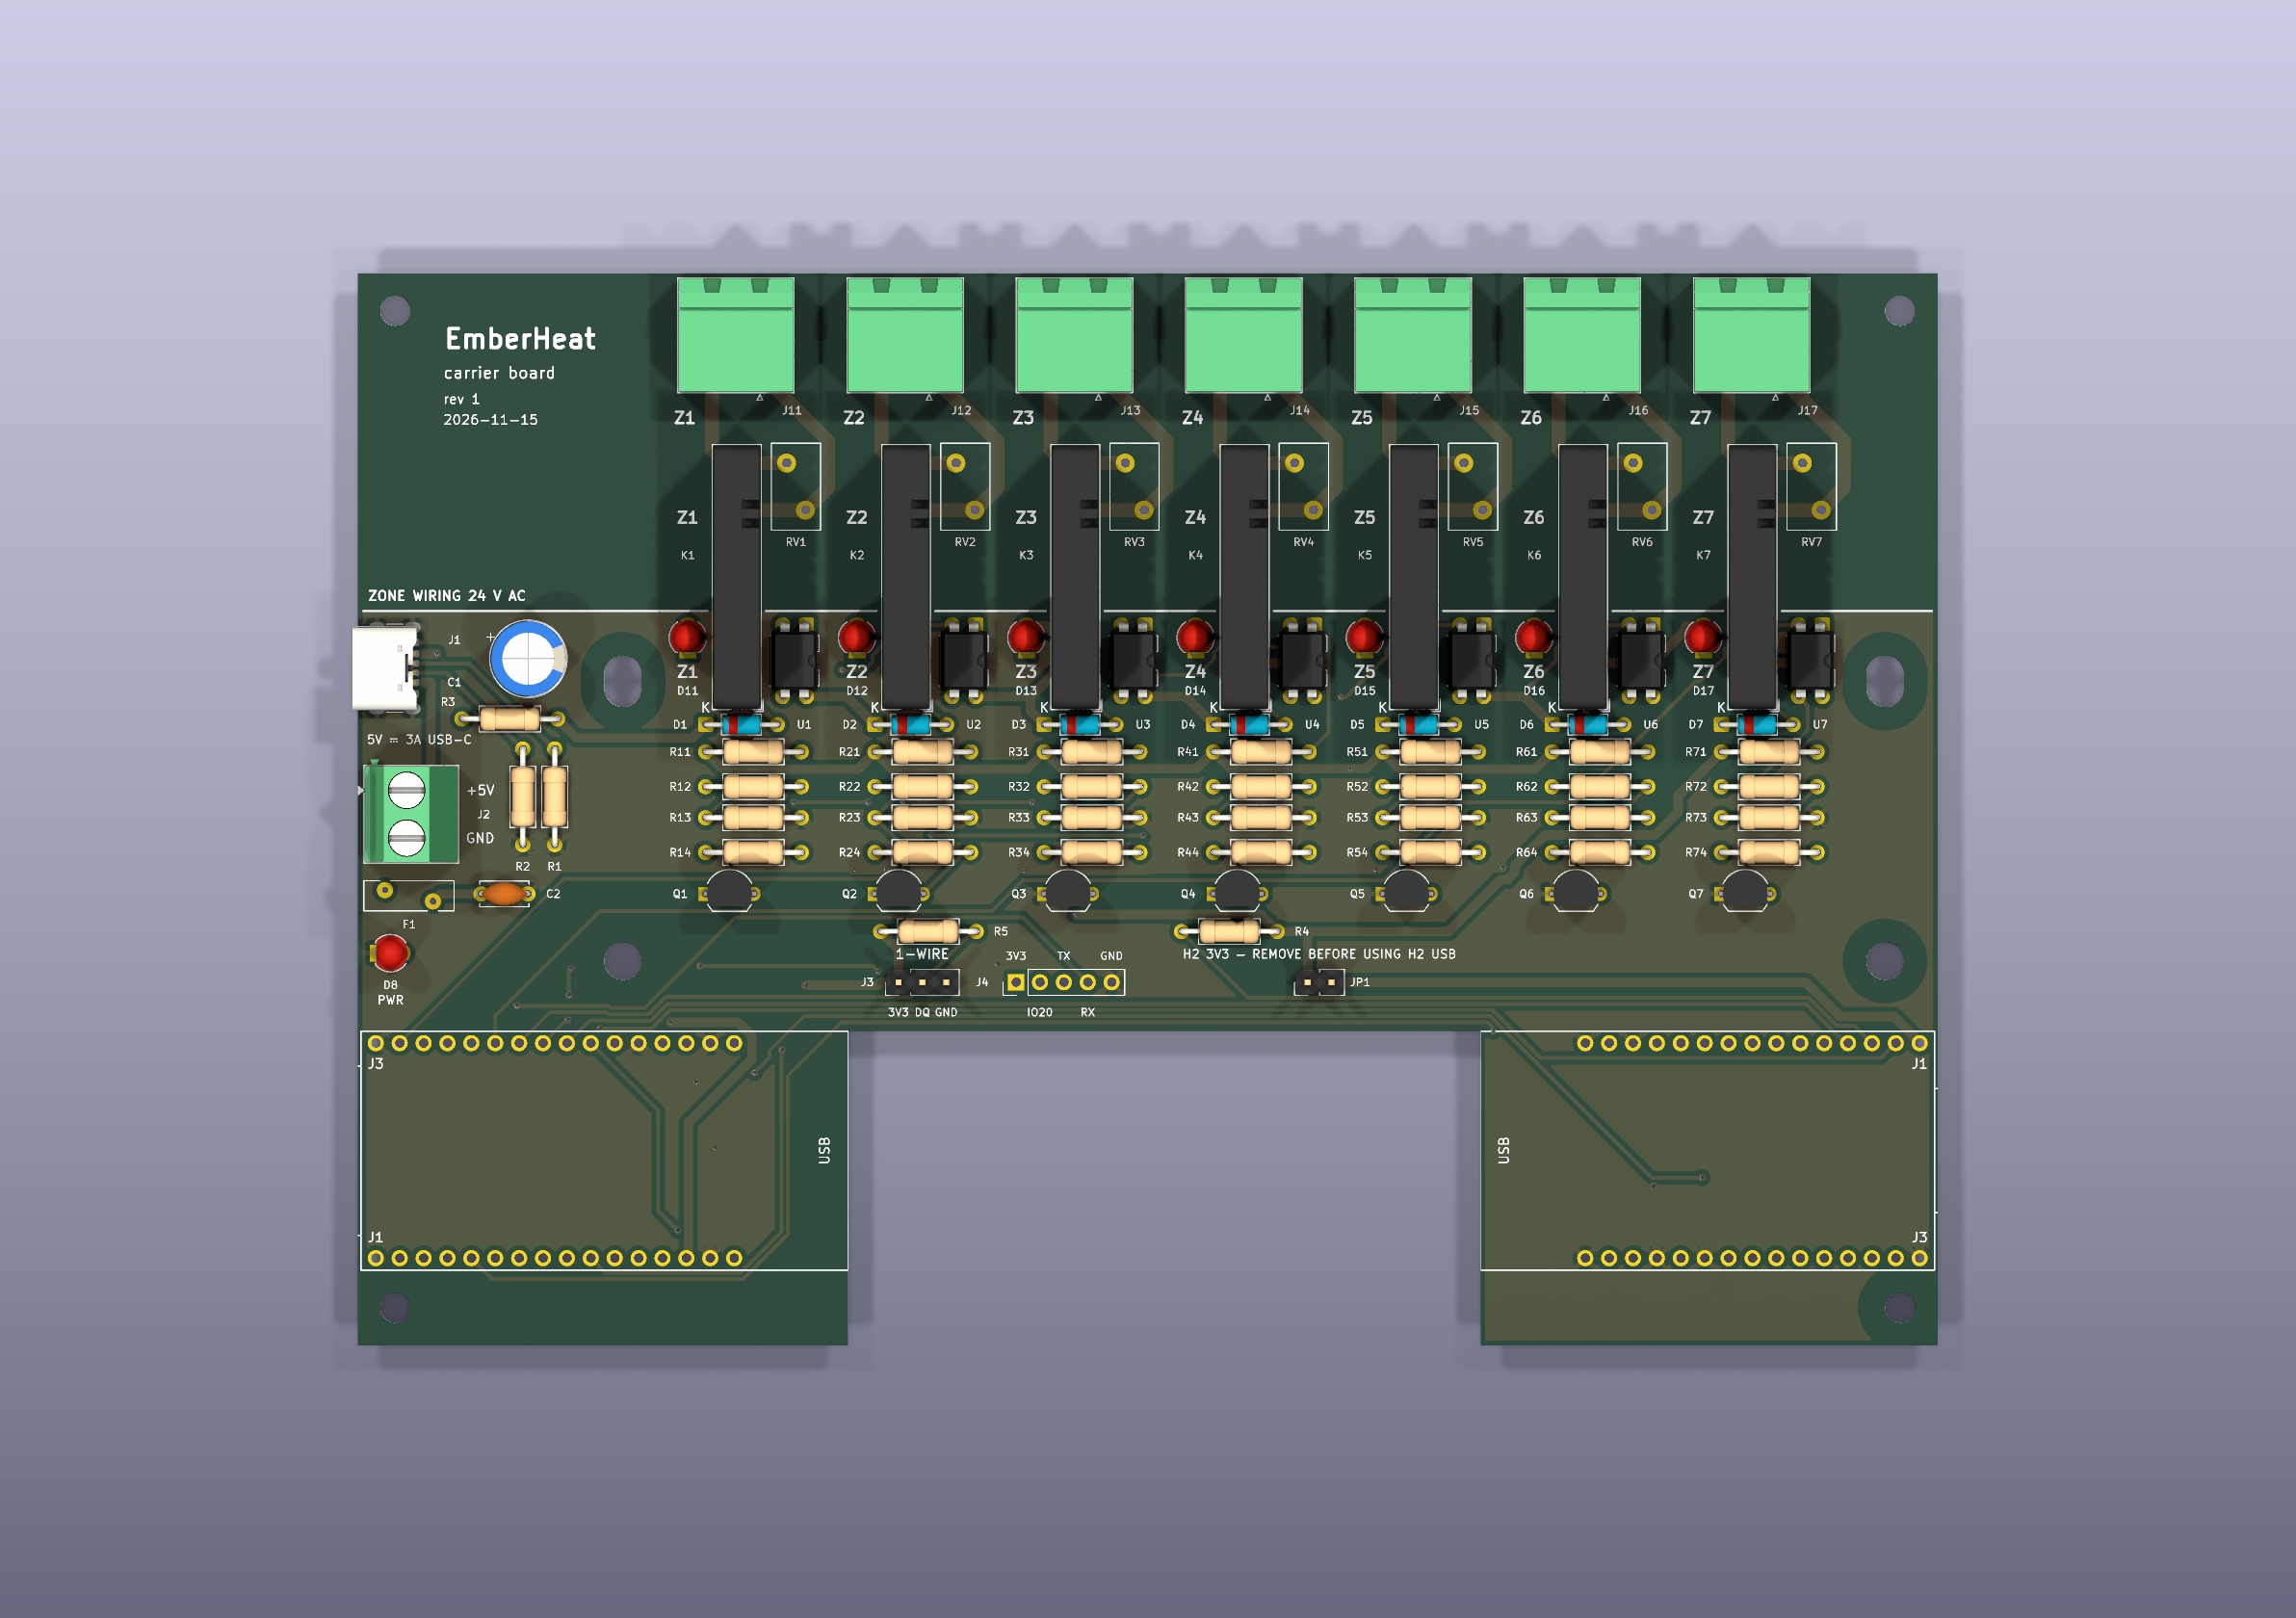 EmberHeat
carrier board
rev 1
2026-11-15
Z1 J11 Z2 J12 Z3 J13 Z4 J14 Z5 J15 Z6 J16 Z7 J17
Z1 Z2 Z3 Z4 Z5 Z6 Z7
RV1 RV2 RV3 RV4 RV5 RV6 RV7
K1 K2 K3 K4 K5 K6 K7
ZONE WIRING 24 V AC
J1
+
C1
R3
5V ⎓ 3A USB-C
Z1 Z2 Z3 Z4 Z5 Z6 Z7
D11 D12 D13 D14 D15 D16 D17
K K K K K K K
D1 U1 D2 U2 D3 U3 D4 U4 D5 U5 D6 U6 D7 U7
R11 R21 R31 R41 R51 R61 R71
R12 R22 R32 R42 R52 R62 R72
R13 R23 R33 R43 R53 R63 R73
R14 R24 R34 R44 R54 R64 R74
+5V
J2
GND
R2 R1
C2
F1
Q1 Q2 Q3 Q4 Q5 Q6 Q7
D8
PWR
R5 R4
1-WIRE
3V3 TX GND
H2 3V3 – REMOVE BEFORE USING H2 USB
J3 J4 JP1
3V3 DQ GND
IO20 RX
J3
USB
J1
J1
USB
J3